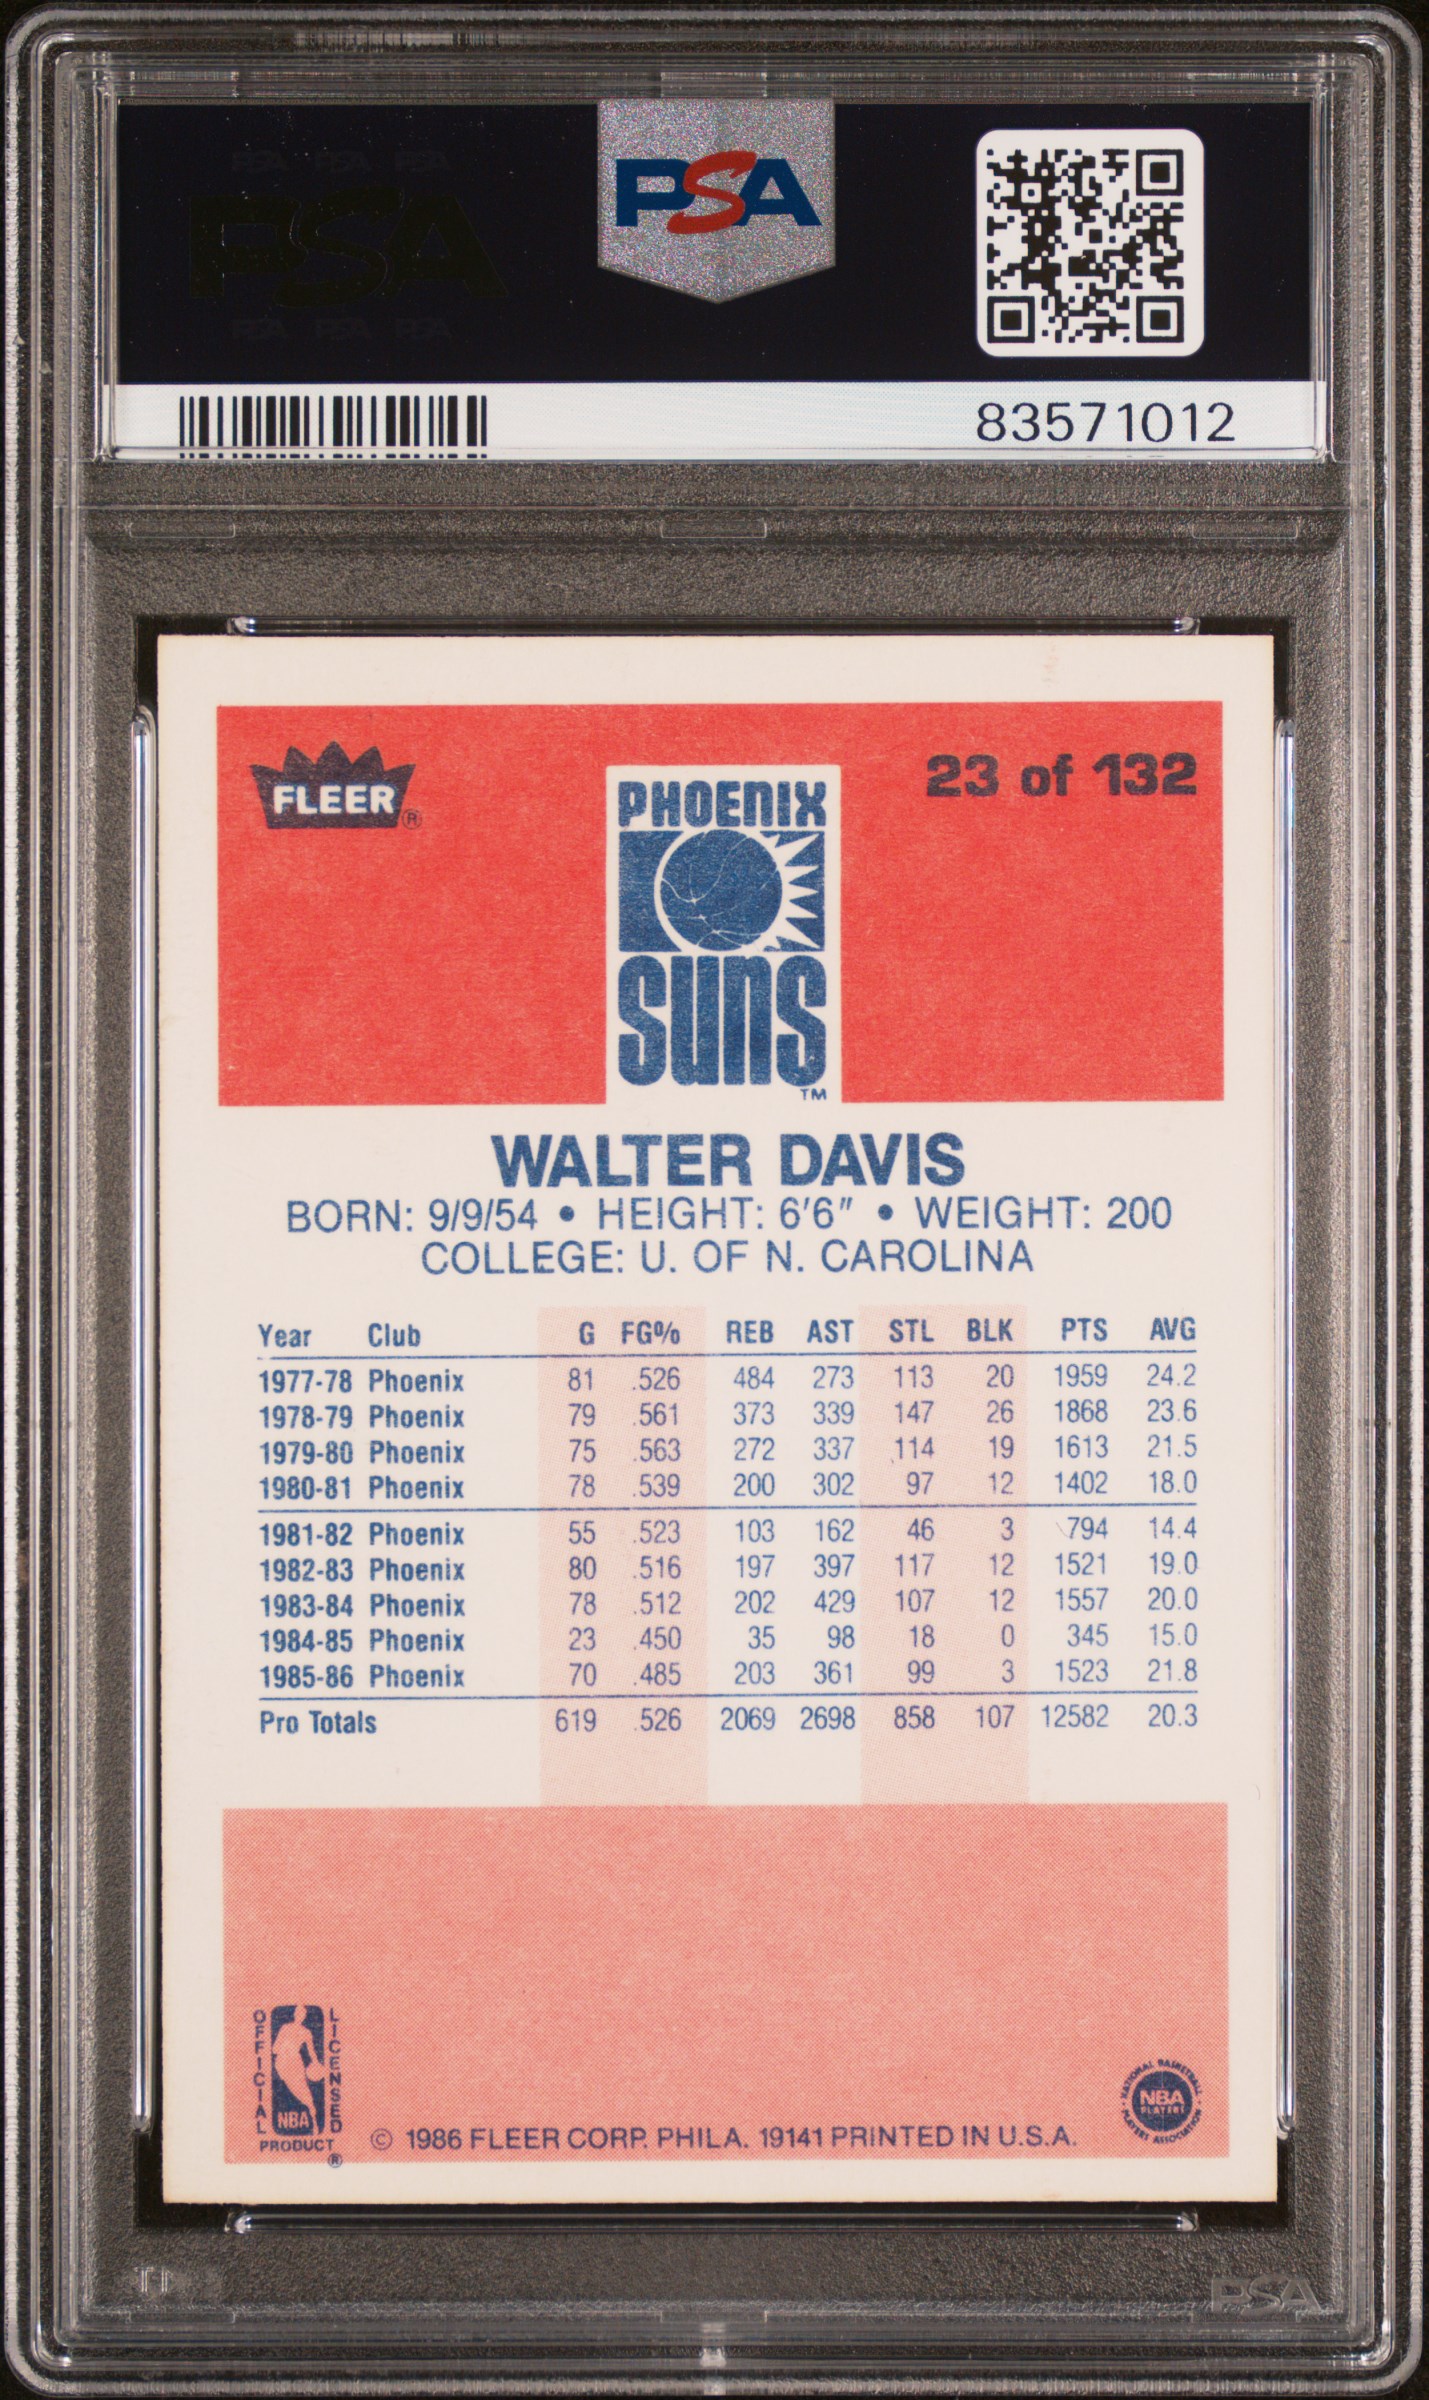 PSA
PSA
83571012
FLEER®
PHOENIX
SUNS
TM
23 of 132
WALTER DAVIS
BORN: 9/9/54 • HEIGHT: 6'6" • WEIGHT: 200
COLLEGE: U. OF N. CAROLINA
Year Club G FG% REB AST STL BLK PTS AVG
1977-78 Phoenix 81 .526 484 273 113 20 1959 24.2
1978-79 Phoenix 79 .561 373 339 147 26 1868 23.6
1979-80 Phoenix 75 .563 272 337 114 19 1613 21.5
1980-81 Phoenix 78 .539 200 302 97 12 1402 18.0
1981-82 Phoenix 55 .523 103 162 46 3 794 14.4
1982-83 Phoenix 80 .516 197 397 117 12 1521 19.0
1983-84 Phoenix 78 .512 202 429 107 12 1557 20.0
1984-85 Phoenix 23 .450 35 98 18 0 345 15.0
1985-86 Phoenix 70 .485 203 361 99 3 1523 21.8
Pro Totals 619 .526 2069 2698 858 107 12582 20.3
OFFICIAL
LICENSED
NBA
PRODUCT
®
© 1986 FLEER CORP. PHILA. 19141 PRINTED IN U.S.A.
NATIONAL BASKETBALL
NBA
PLAYERS
PLAYERS ASSOCIATION
PSA